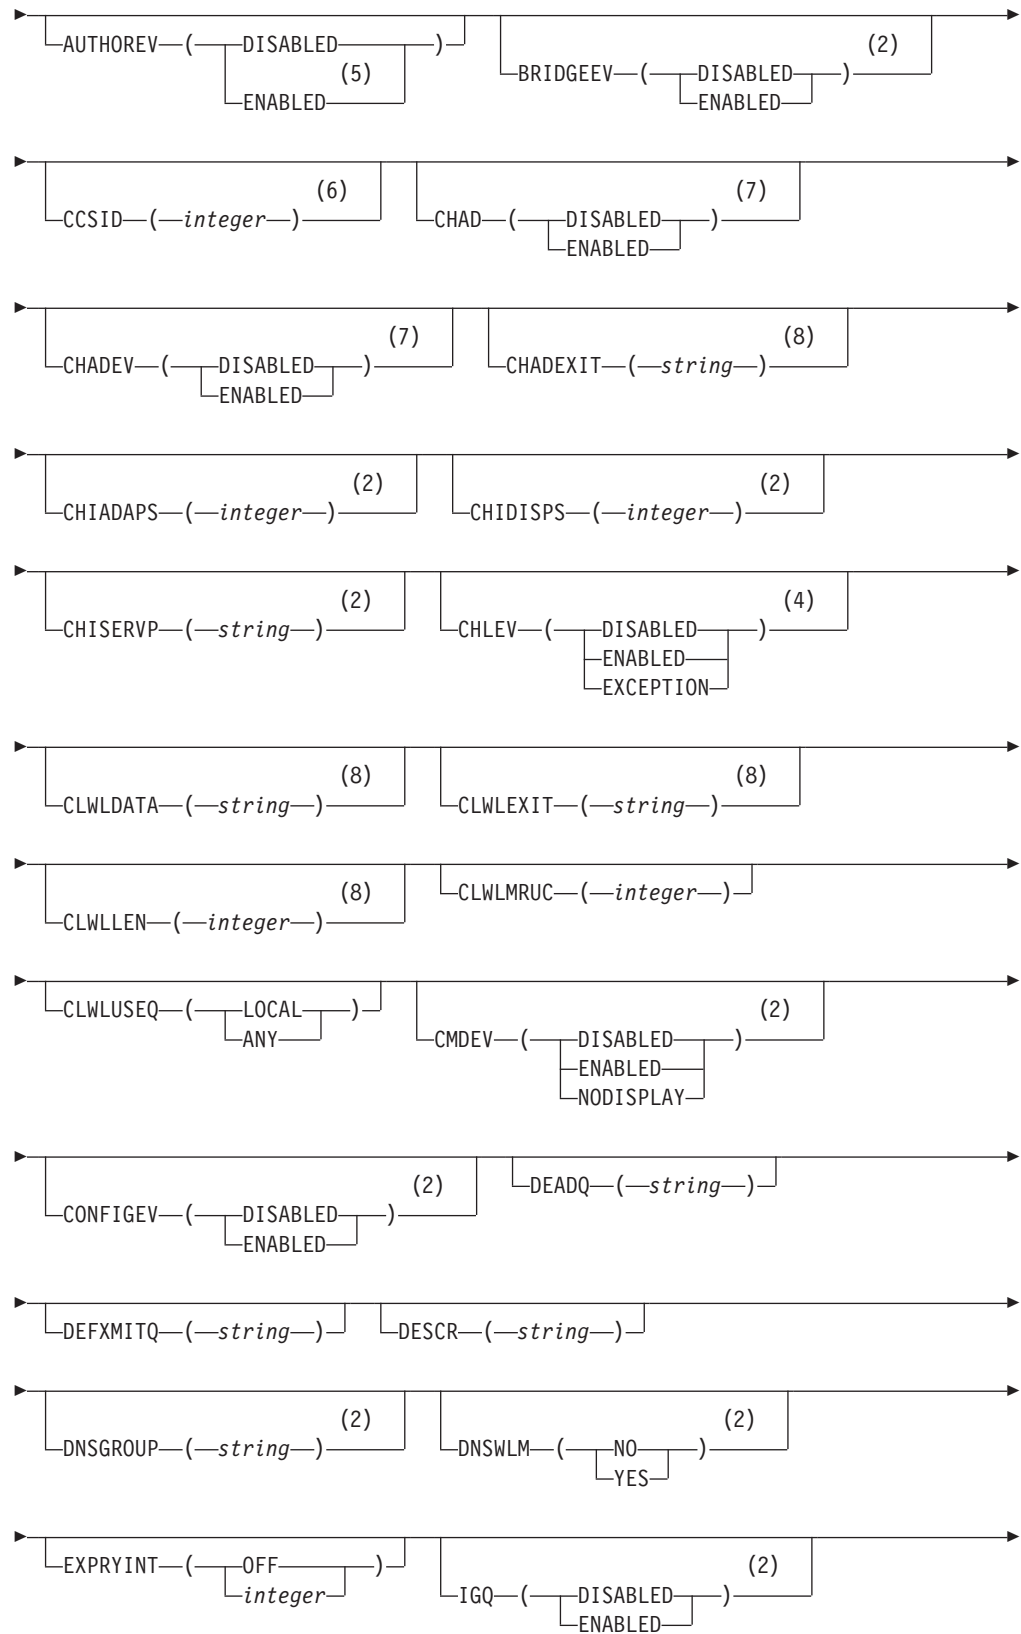 AUTHOREV ( DISABLED ) (2)
(5) BRIDGEEV ( DISABLED )
ENABLED ENABLED
(6) (7)
CCSID ( integer ) CHAD ( DISABLED )
ENABLED
(7) (8)
CHADEV ( DISABLED ) CHADEXIT ( string )
ENABLED
(2) (2)
CHIADAPS ( integer ) CHIDISPS ( integer )
(2) (4)
CHISERVP ( string ) CHLEV ( DISABLED )
ENABLED
EXCEPTION
(8) (8)
CLWLDATA ( string ) CLWLEXIT ( string )
(8) CLWLMRUC ( integer )
CLWLLEN ( integer )
CLWLUSEQ ( LOCAL ) (2)
ANY CMDEV ( DISABLED )
ENABLED
NODISPLAY
(2) DEADQ ( string )
CONFIGEV ( DISABLED )
ENABLED
DEFXMITQ ( string ) DESCR ( string )
(2) (2)
DNSGROUP ( string ) DNSWLM ( NO )
YES
EXPRYINT ( OFF ) (2)
integer IGQ ( DISABLED )
ENABLED